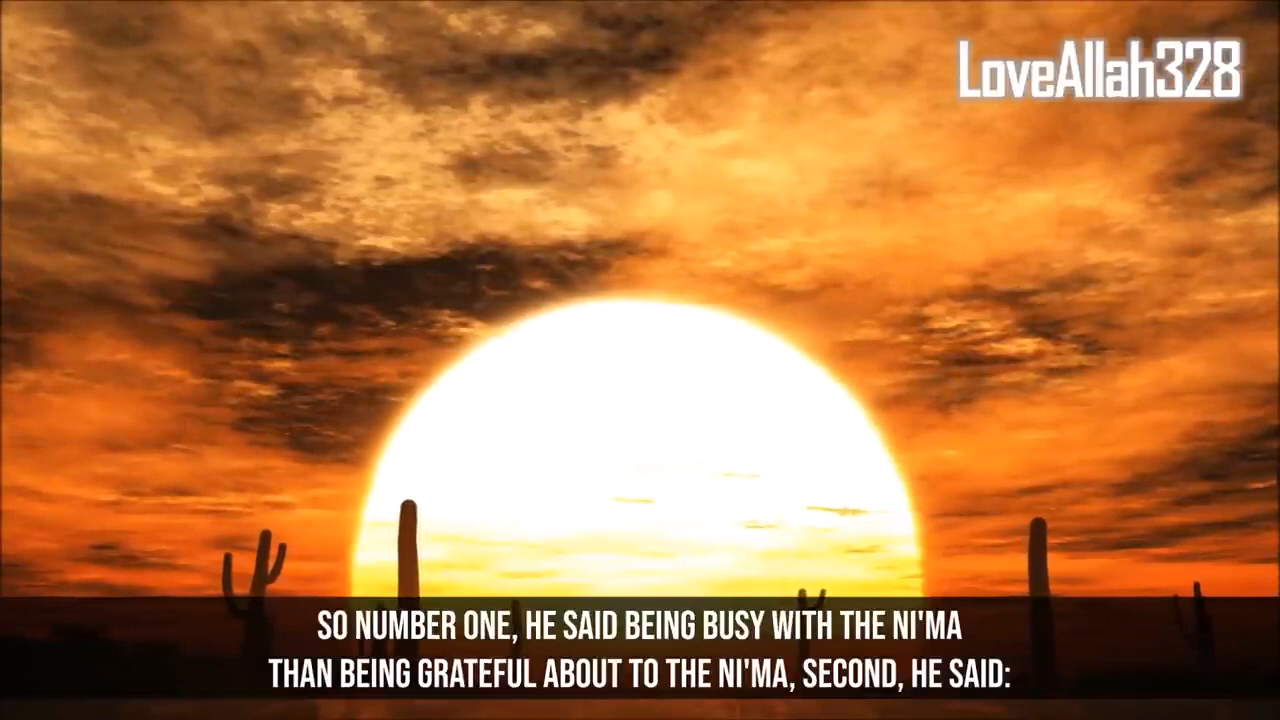 LoveAllah328
SO NUMBER ONE, HE SAID BEING BUSY WITH THE NI'MA
THAN BEING GRATEFUL ABOUT TO THE NI'MA, SECOND, HE SAID: